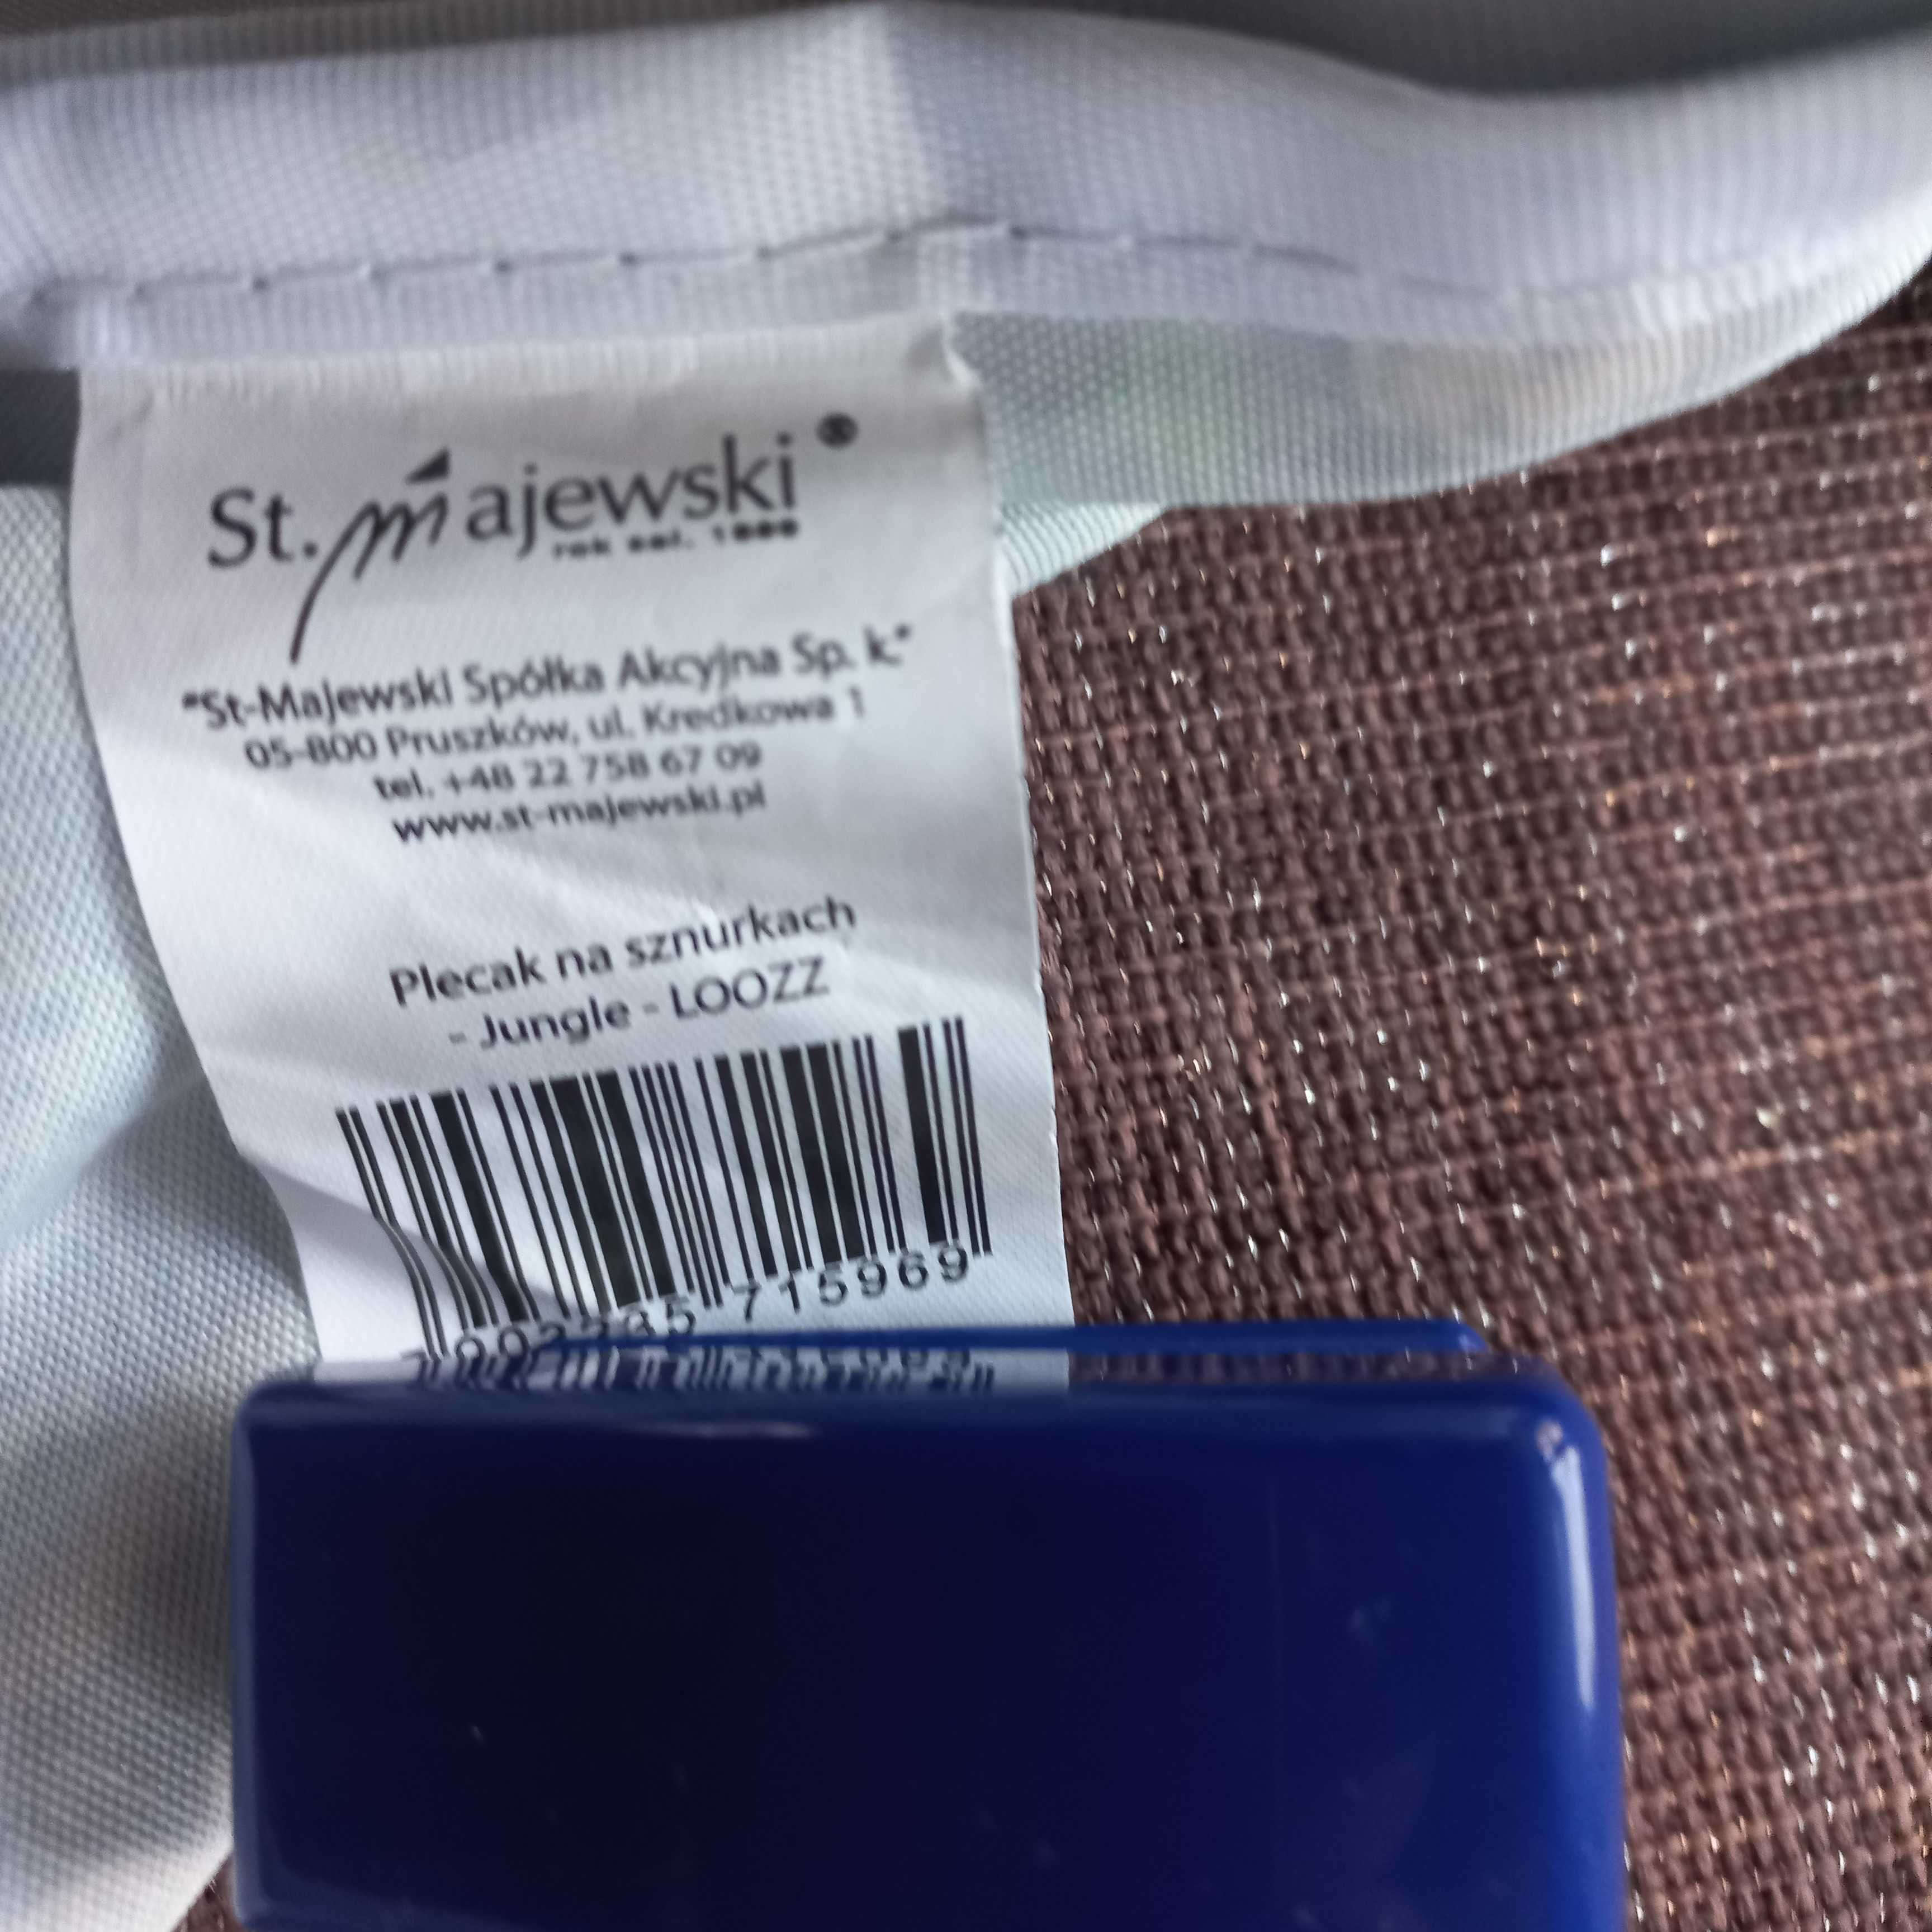 St. Majewski ®
"St-Majewski Spółka Akcyjna Sp. k."
05-800 Pruszków, ul. Kredkowa 1
tel. +48 22 758 67 09
www.st-majewski.pl
Plecak na sznurkach
- Jungle - LOOZZ
715969